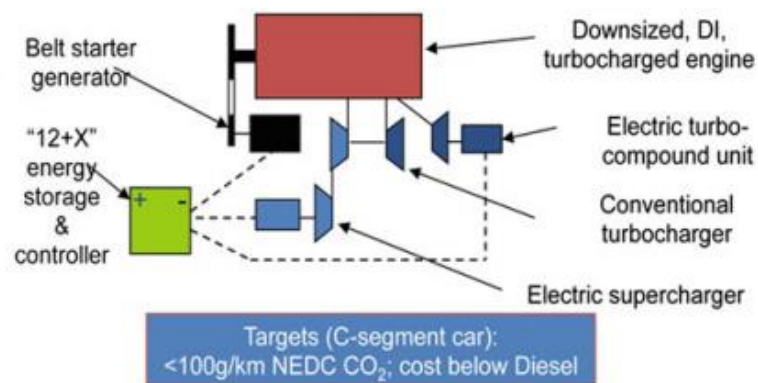 Belt starter
generator
Downsized, DI,
turbocharged engine
“12+X”
energy
storage
&
controller
+ -
Electric turbo-
compound unit
Conventional
turbocharger
Electric supercharger
Targets (C-segment car):
<100g/km NEDC CO₂; cost below Diesel